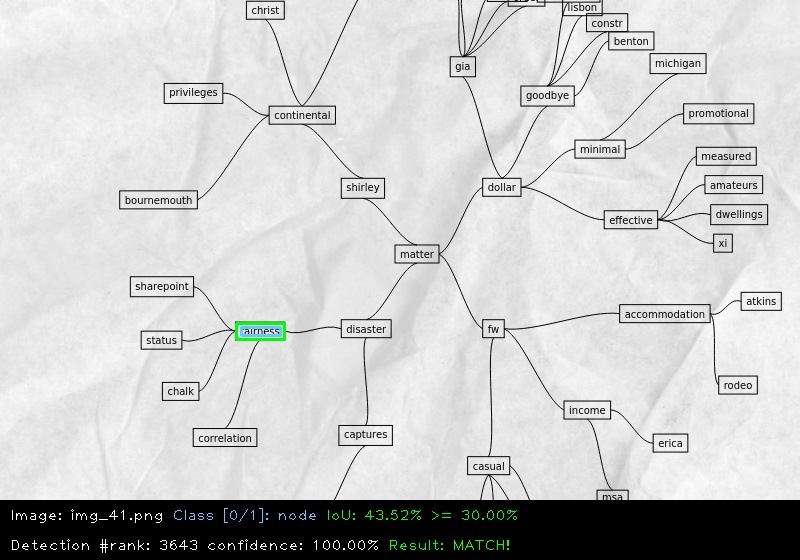 christ
lisbon
constr
benton
gia
michigan
privileges
goodbye
continental
promotional
minimal
measured
shirley
dollar
amateurs
bournemouth
dwellings
effective
xi
matter
sharepoint
atkins
accommodation
disaster
fw
status
rodeo
chalk
income
captures
correlation
erica
casual
msa
Image: img_41.png Class [0/1]: node IoU: 43.52% >= 30.00%
Detection #rank: 3643 confidence: 100.00% Result: MATCH!